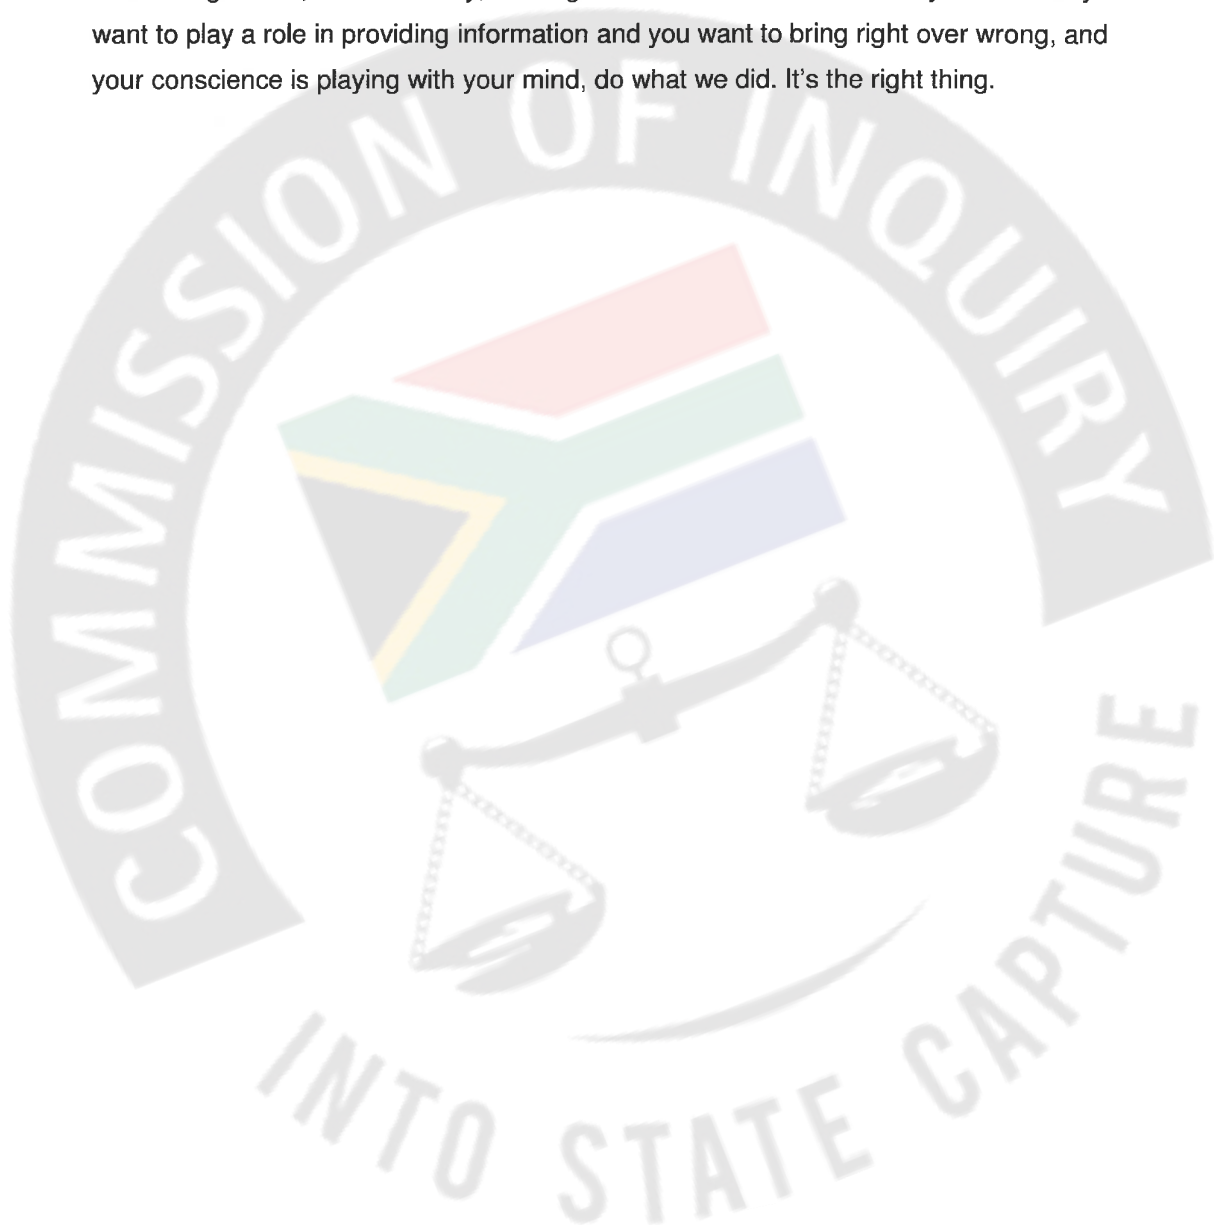 want to play a role in providing information and you want to bring right over wrong, and
your conscience is playing with your mind, do what we did. It's the right thing.
COMMISSION OF INQUIRY
INTO STATE CAPTURE